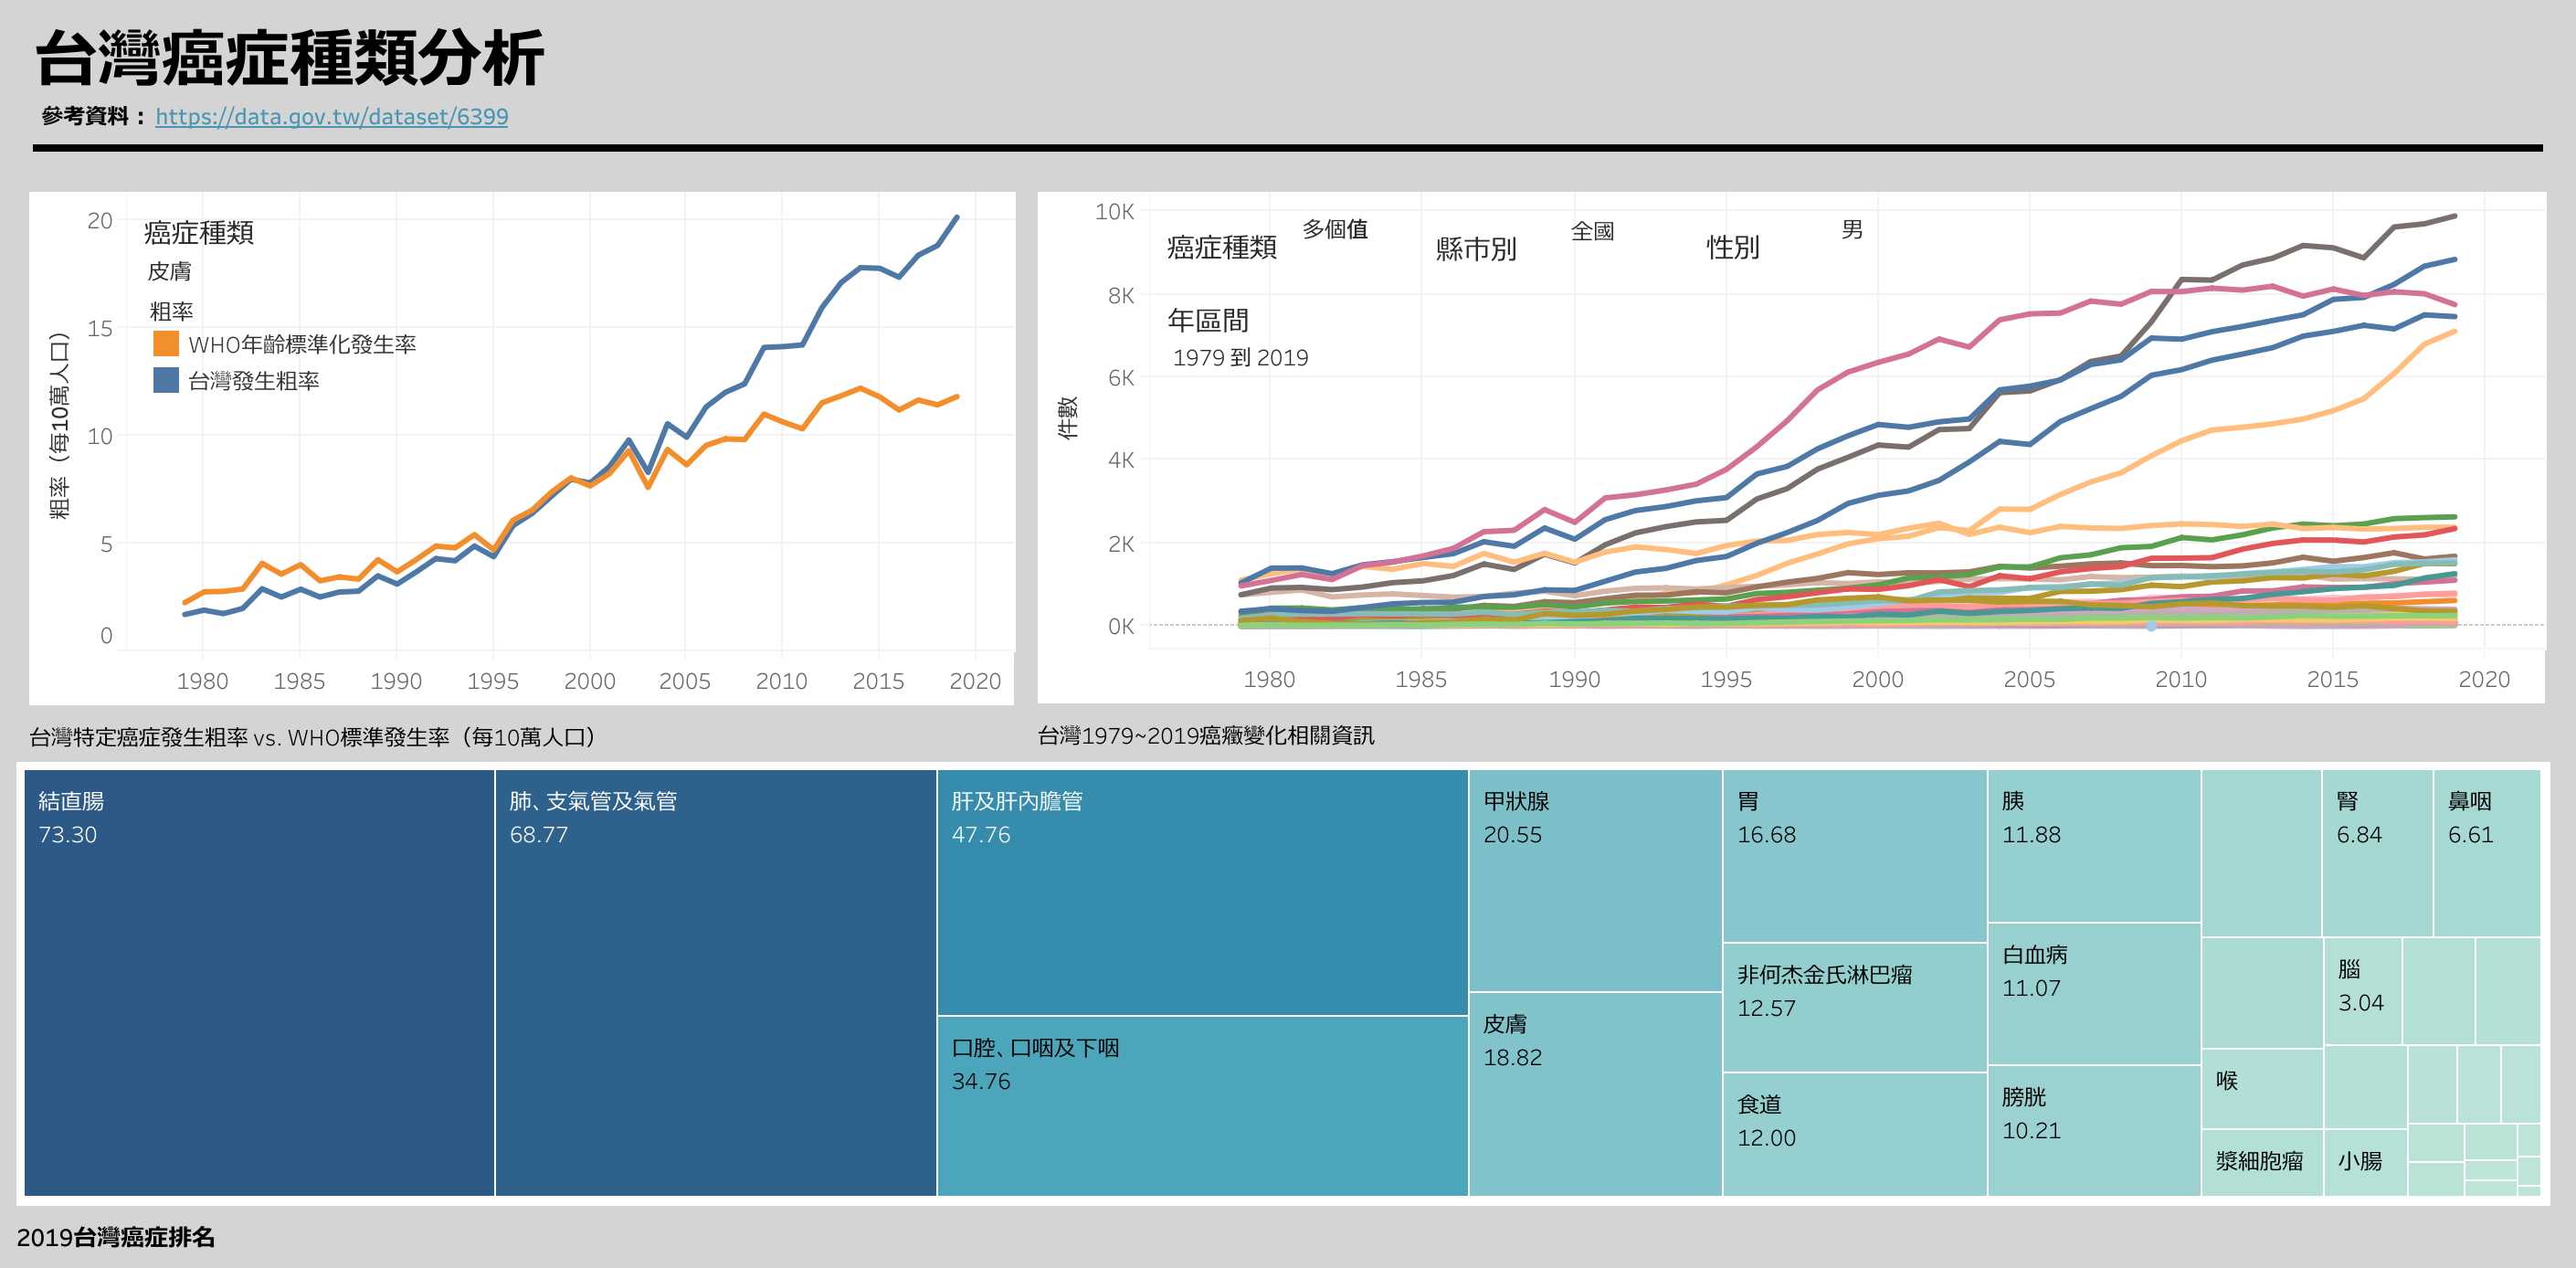 台灣癌症種類分析
參考資料： https://data.gov.tw/dataset/6399
癌症種類
皮膚
粗率
WHO年齡標準化發生率
台灣發生粗率
粗率（每10萬人口）
20
15
10
5
0
1980 1985 1990 1995 2000 2005 2010 2015 2020
台灣特定癌症發生粗率 vs. WHO標準發生率（每10萬人口）
癌症種類 多個值 縣市別 全國 性別 男
年區間
1979 到 2019
件數
10K
8K
6K
4K
2K
0K
1980 1985 1990 1995 2000 2005 2010 2015 2020
台灣1979~2019癌癥變化相關資訊
結直腸
73.30
肺、支氣管及氣管
68.77
肝及肝內膽管
47.76
口腔、口咽及下咽
34.76
甲狀腺
20.55
皮膚
18.82
胃
16.68
非何杰金氏淋巴瘤
12.57
食道
12.00
胰
11.88
白血病
11.07
膀胱
10.21
腎
6.84
鼻咽
6.61
腦
3.04
喉
漿細胞瘤
小腸
2019台灣癌症排名